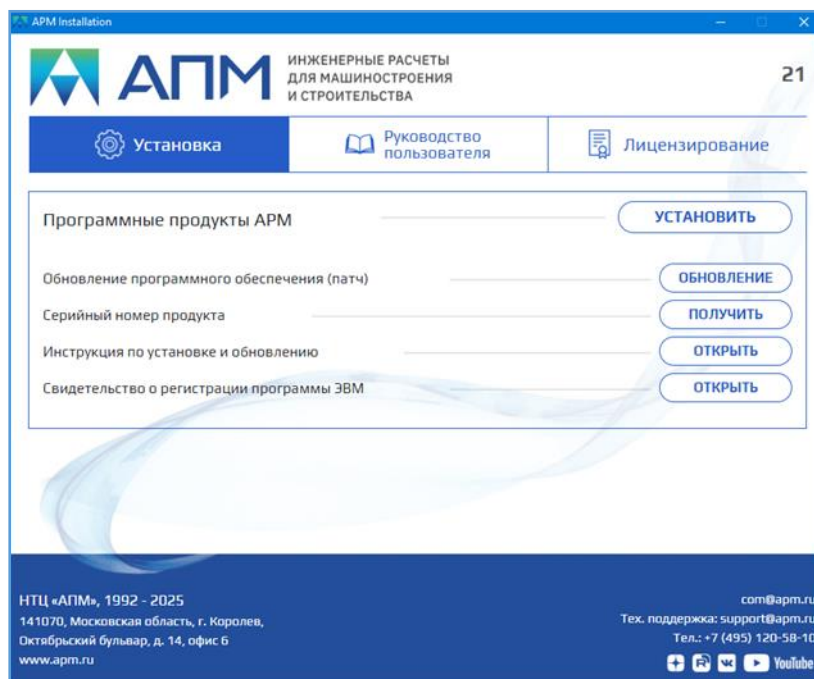 APM Installation
АПМ
ИНЖЕНЕРНЫЕ РАСЧЕТЫ
ДЛЯ МАШИНОСТРОЕНИЯ
И СТРОИТЕЛЬСТВА
21
Установка
Руководство
пользователя
Лицензирование
Программные продукты APM
УСТАНОВИТЬ
Обновление программного обеспечения (патч)
ОБНОВЛЕНИЕ
Серийный номер продукта
ПОЛУЧИТЬ
Инструкция по установке и обновлению
ОТКРЫТЬ
Свидетельство о регистрации программы ЭВМ
ОТКРЫТЬ
НТЦ «АПМ», 1992 - 2025
141070, Московская область, г. Королев,
Октябрьский бульвар, д. 14, офис 6
www.apm.ru
com@apm.ru
Тех. поддержка: support@apm.ru
Тел.: +7 (495) 120-58-10
YouTube